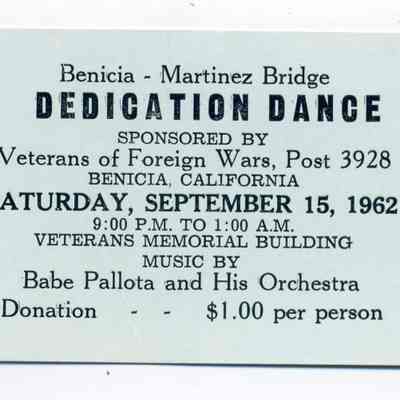 Benicia - Martinez Bridge
DEDICATION DANCE
SPONSORED BY
Veterans of Foreign Wars, Post 3928
BENICIA, CALIFORNIA
ATURDAY, SEPTEMBER 15, 1962
9:00 P.M. TO 1:00 A.M.
VETERANS MEMORIAL BUILDING
MUSIC BY
Babe Pallota and His Orchestra
Donation - - $1.00 per person